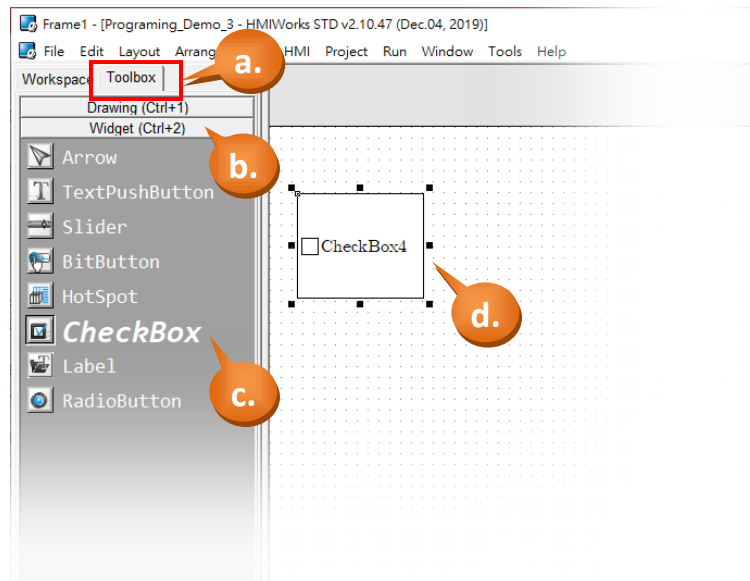 Frame1 - [Programing_Demo_3 - HMIWorks STD v2.10.47 (Dec.04, 2019)]
File Edit Layout Arrang HMI Project Run Window Tools Help
a.
Workspace Toolbox
Drawing (Ctrl+1)
Widget (Ctrl+2)
b.
Arrow
TextPushButton
Slider
BitButton
HotSpot
CheckBox
Label
RadioButton
c.
CheckBox4
d.